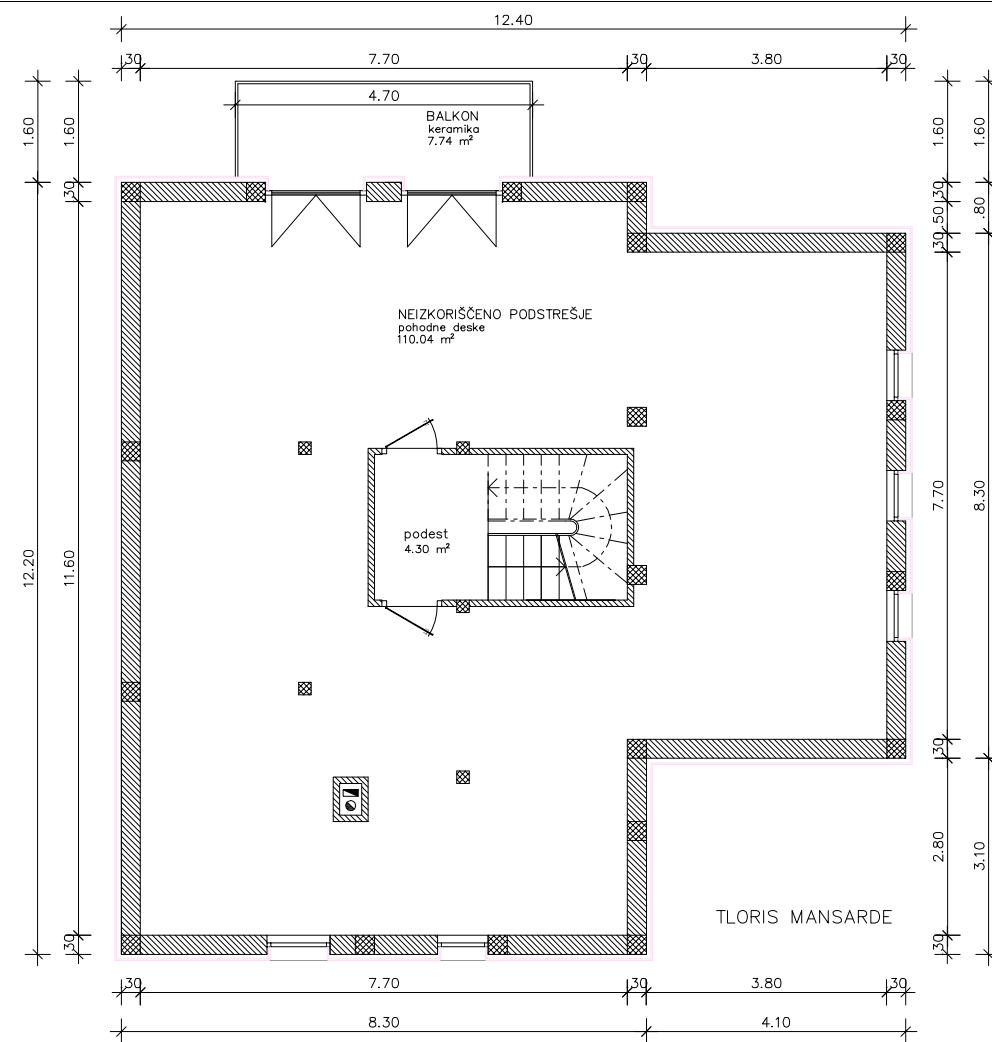 12.40
30 7.70 30 3.80 30
4.70
BALKON
keramika
7.74 m²
1.60 1.60 1.60 1.60
30 30
.50 .80
30
NEIZKORIŠČENO PODSTREŠJE
pohodne deske
110.04 m²
podest
4.30 m²
12.20 11.60 7.70 8.30
30
2.80 3.10
TLORIS MANSARDE
30 30
30 7.70 30 3.80 30
8.30 4.10